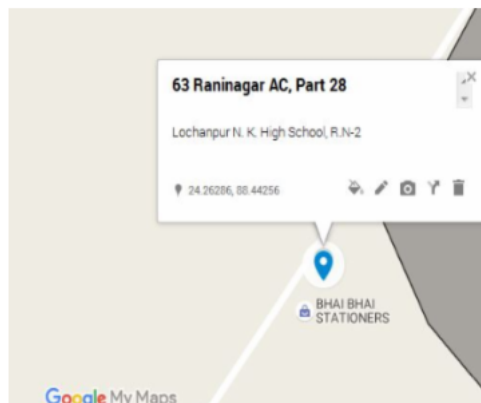 63 Raninagar AC, Part 28
Lochanpur N. K. High School, R.N-2
24.26286, 88.44256
BHAI BHAI
STATIONERS
Google My Maps